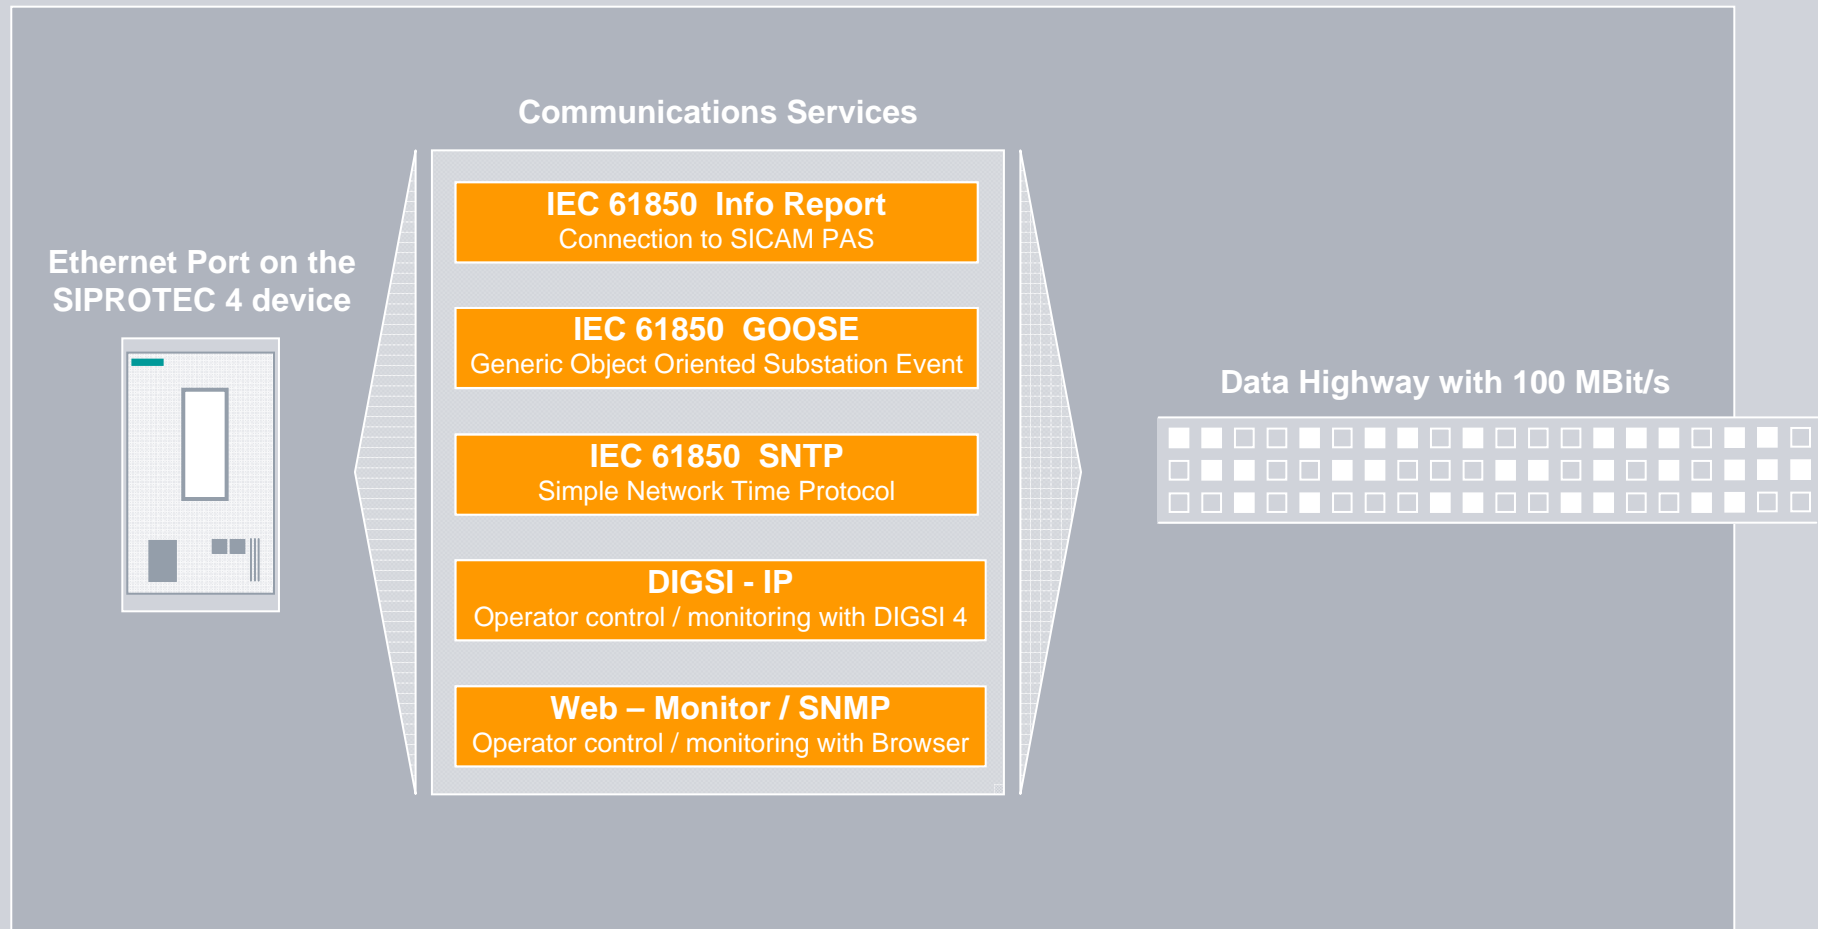 Communications Services
Ethernet Port on the
SIPROTEC 4 device
IEC 61850  Info Report
Connection to SICAM PAS
IEC 61850  GOOSE
Generic Object Oriented Substation Event
IEC 61850  SNTP
Simple Network Time Protocol
DIGSI - IP
Operator control / monitoring with DIGSI 4
Web – Monitor / SNMP
Operator control / monitoring with Browser
Data Highway with 100 MBit/s